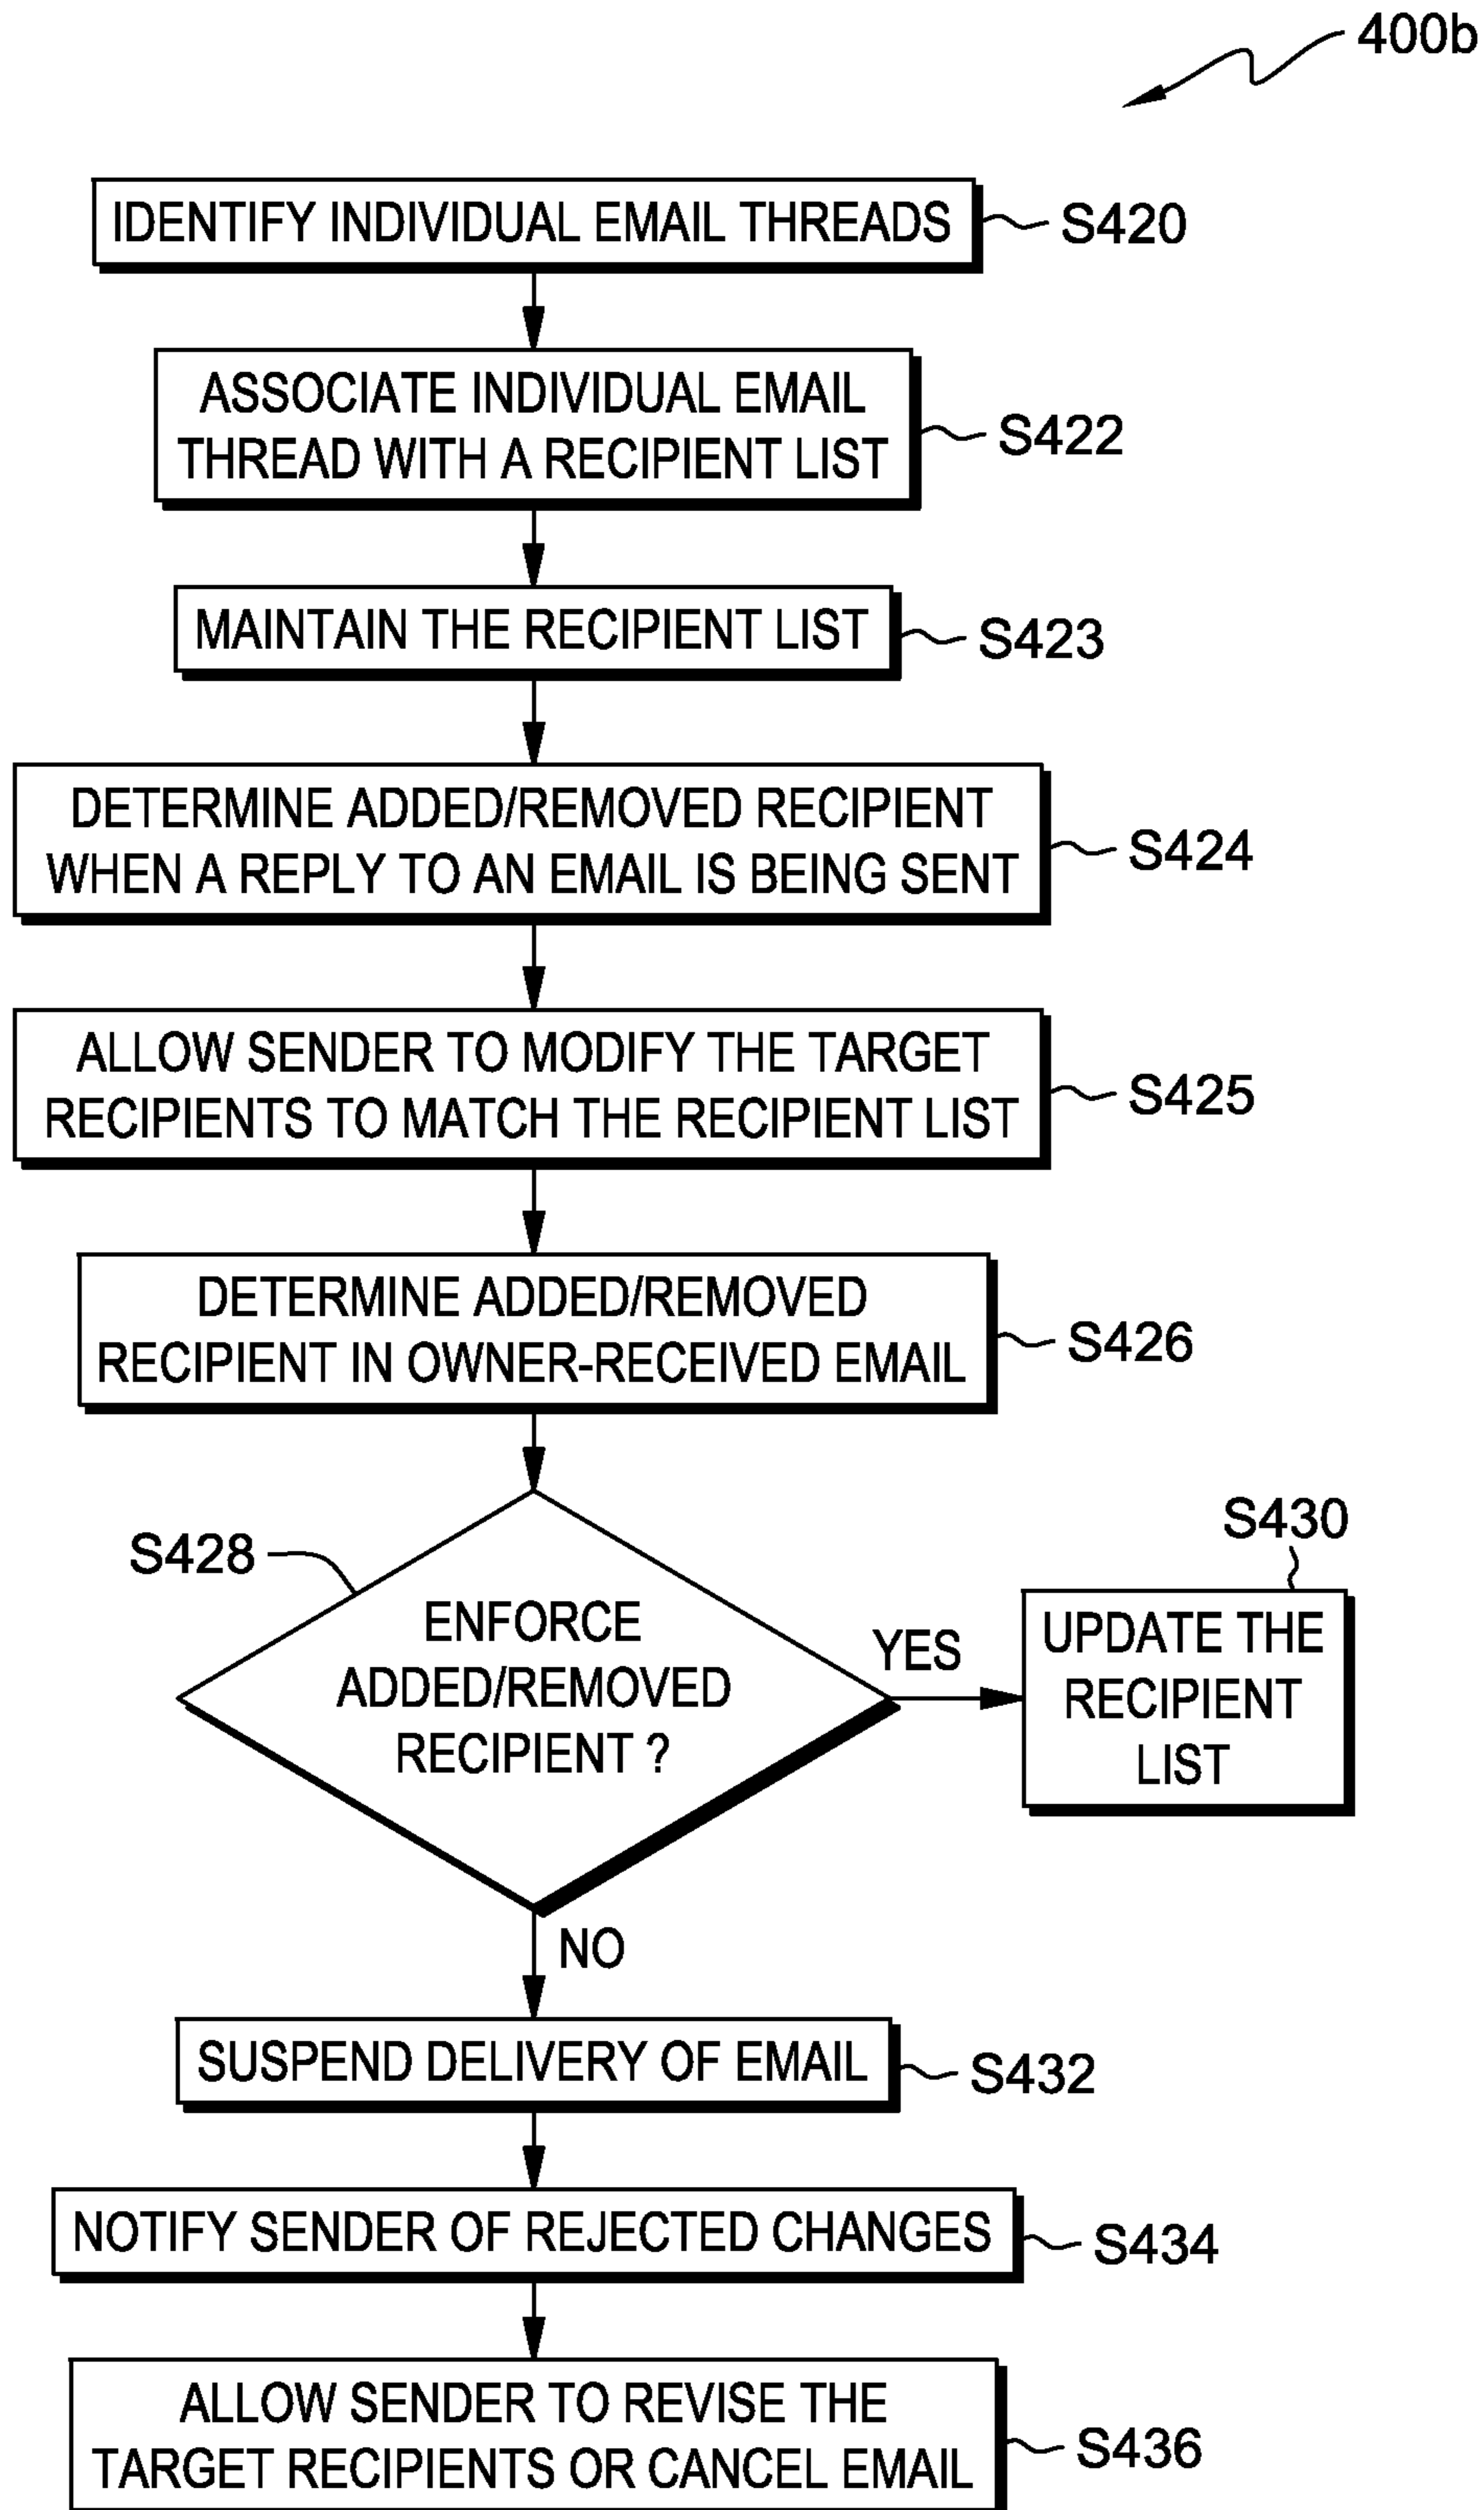 400b
IDENTIFY INDIVIDUAL EMAIL THREADS
S420
ASSOCIATE INDIVIDUAL EMAIL
THREAD WITH A RECIPIENT LIST
S422
MAINTAIN THE RECIPIENT LIST
S423
DETERMINE ADDED/REMOVED RECIPIENT
WHEN A REPLY TO AN EMAIL IS BEING SENT
S424
ALLOW SENDER TO MODIFY THE TARGET
RECIPIENTS TO MATCH THE RECIPIENT LIST
S425
DETERMINE ADDED/REMOVED
RECIPIENT IN OWNER-RECEIVED EMAIL
S426
S428
ENFORCE
ADDED/REMOVED
RECIPIENT ?
YES
S430
UPDATE THE
RECIPIENT
LIST
NO
SUSPEND DELIVERY OF EMAIL
S432
NOTIFY SENDER OF REJECTED CHANGES
S434
ALLOW SENDER TO REVISE THE
TARGET RECIPIENTS OR CANCEL EMAIL
S436